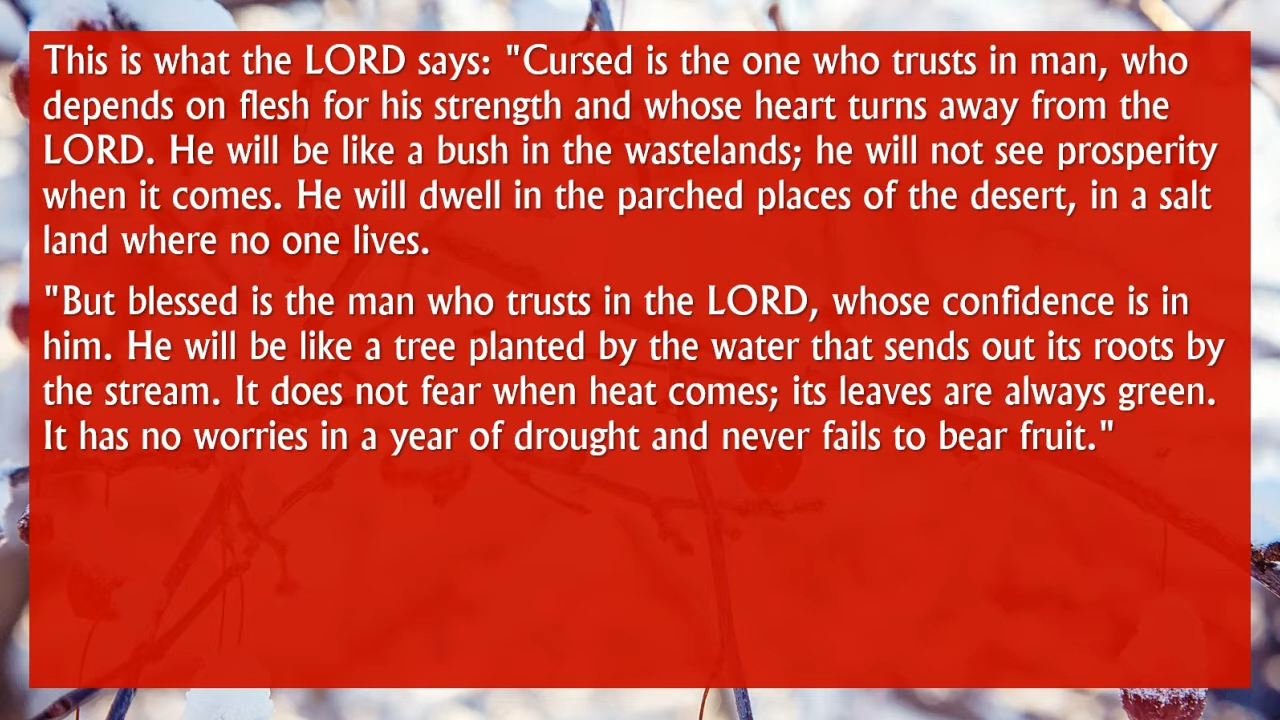 This is what the LORD says: "Cursed is the one who trusts in man, who
depends on flesh for his strength and whose heart turns away from the
LORD. He will be like a bush in the wastelands; he will not see prosperity
when it comes. He will dwell in the parched places of the desert, in a salt
land where no one lives.
"But blessed is the man who trusts in the LORD, whose confidence is in
him. He will be like a tree planted by the water that sends out its roots by
the stream. It does not fear when heat comes; its leaves are always green.
It has no worries in a year of drought and never fails to bear fruit."